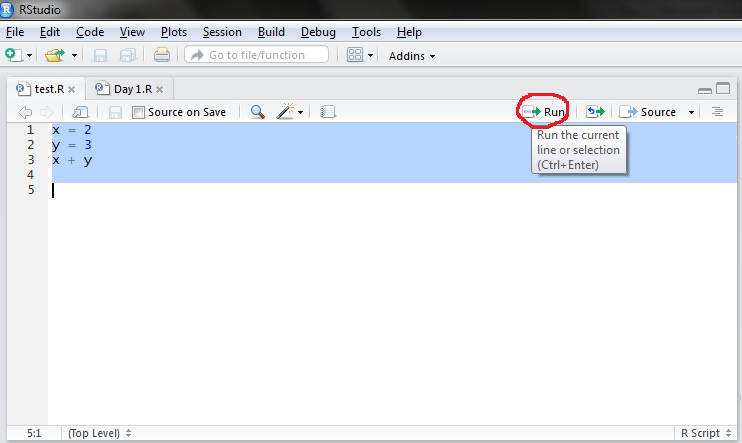 RStudio
File Edit Code View Plots Session Build Debug Tools Help
Go to file/function Addins
test.R Day 1.R
Source on Save Run Source
Run the current
line or selection
(Ctrl+Enter)
1 x = 2
2 y = 3
3 x + y
4
5
5:1 (Top Level) R Script